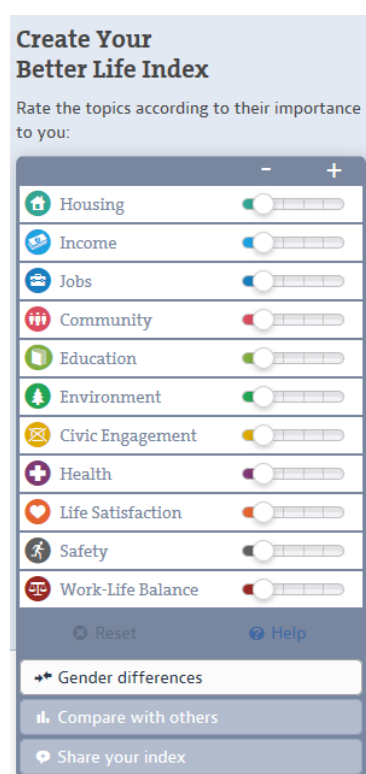 Create Your
Better Life Index
Rate the topics according to their importance
to you:
- +
Housing
Income
Jobs
Community
Education
Environment
Civic Engagement
Health
Life Satisfaction
Safety
Work-Life Balance
Reset Help
Gender differences
Compare with others
Share your index